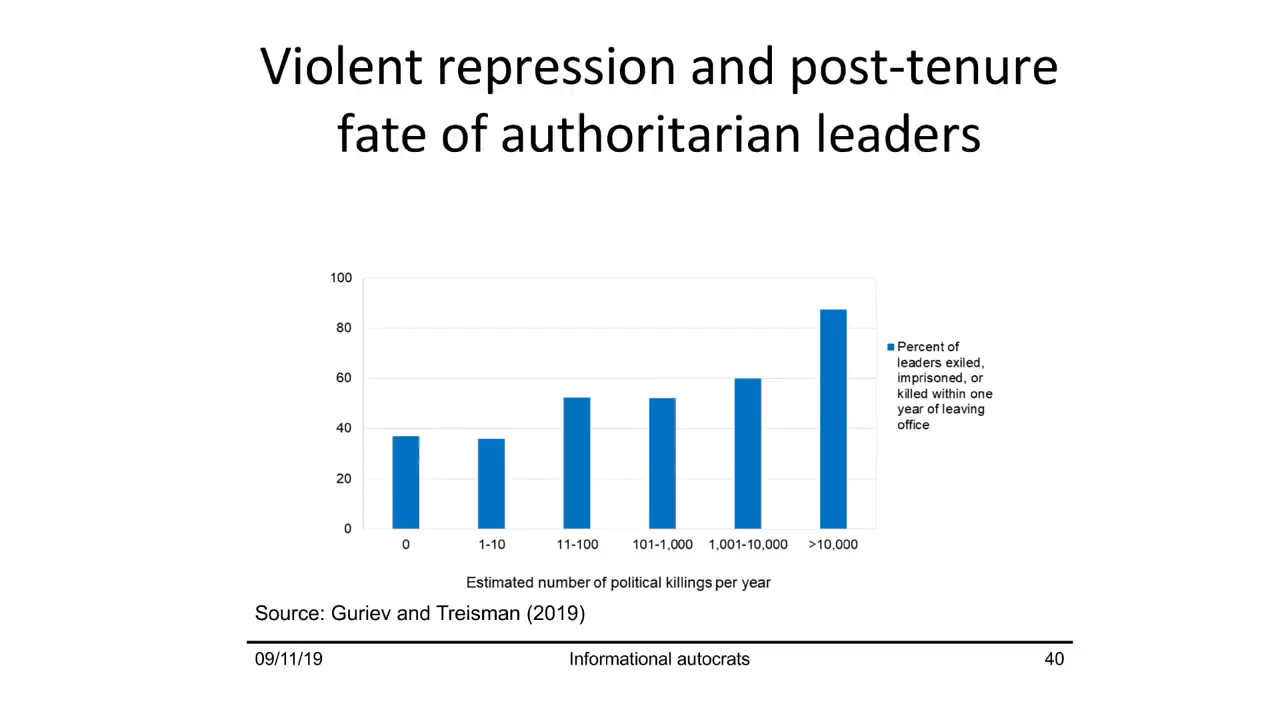 Violent repression and post-tenure
fate of authoritarian leaders
100
80
60
40
20
0
0 1-10 11-100 101-1,000 1,001-10,000 >10,000
Estimated number of political killings per year
Percent of
leaders exiled,
imprisoned, or
killed within one
year of leaving
office
Source: Guriev and Treisman (2019)
09/11/19 Informational autocrats 40